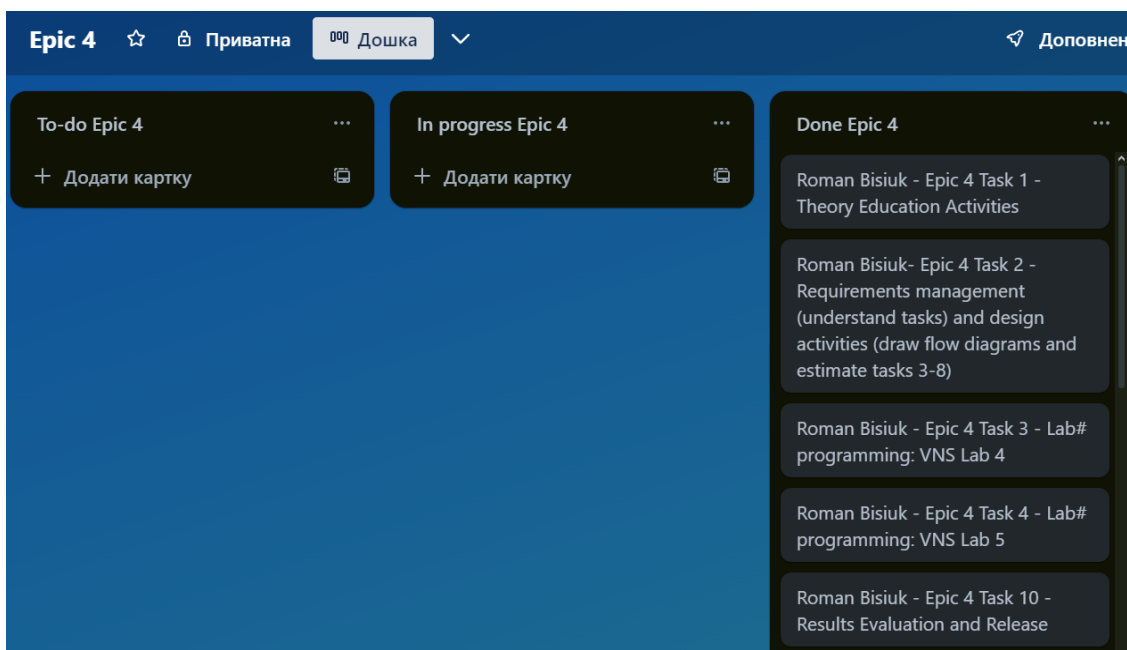 Epic 4 Приватна Дошка Доповнен
To-do Epic 4
Додати картку
In progress Epic 4
Додати картку
Done Epic 4
Roman Bisiuk - Epic 4 Task 1 -
Theory Education Activities
Roman Bisiuk- Epic 4 Task 2 -
Requirements management
(understand tasks) and design
activities (draw flow diagrams and
estimate tasks 3-8)
Roman Bisiuk - Epic 4 Task 3 - Lab#
programming: VNS Lab 4
Roman Bisiuk - Epic 4 Task 4 - Lab#
programming: VNS Lab 5
Roman Bisiuk - Epic 4 Task 10 -
Results Evaluation and Release